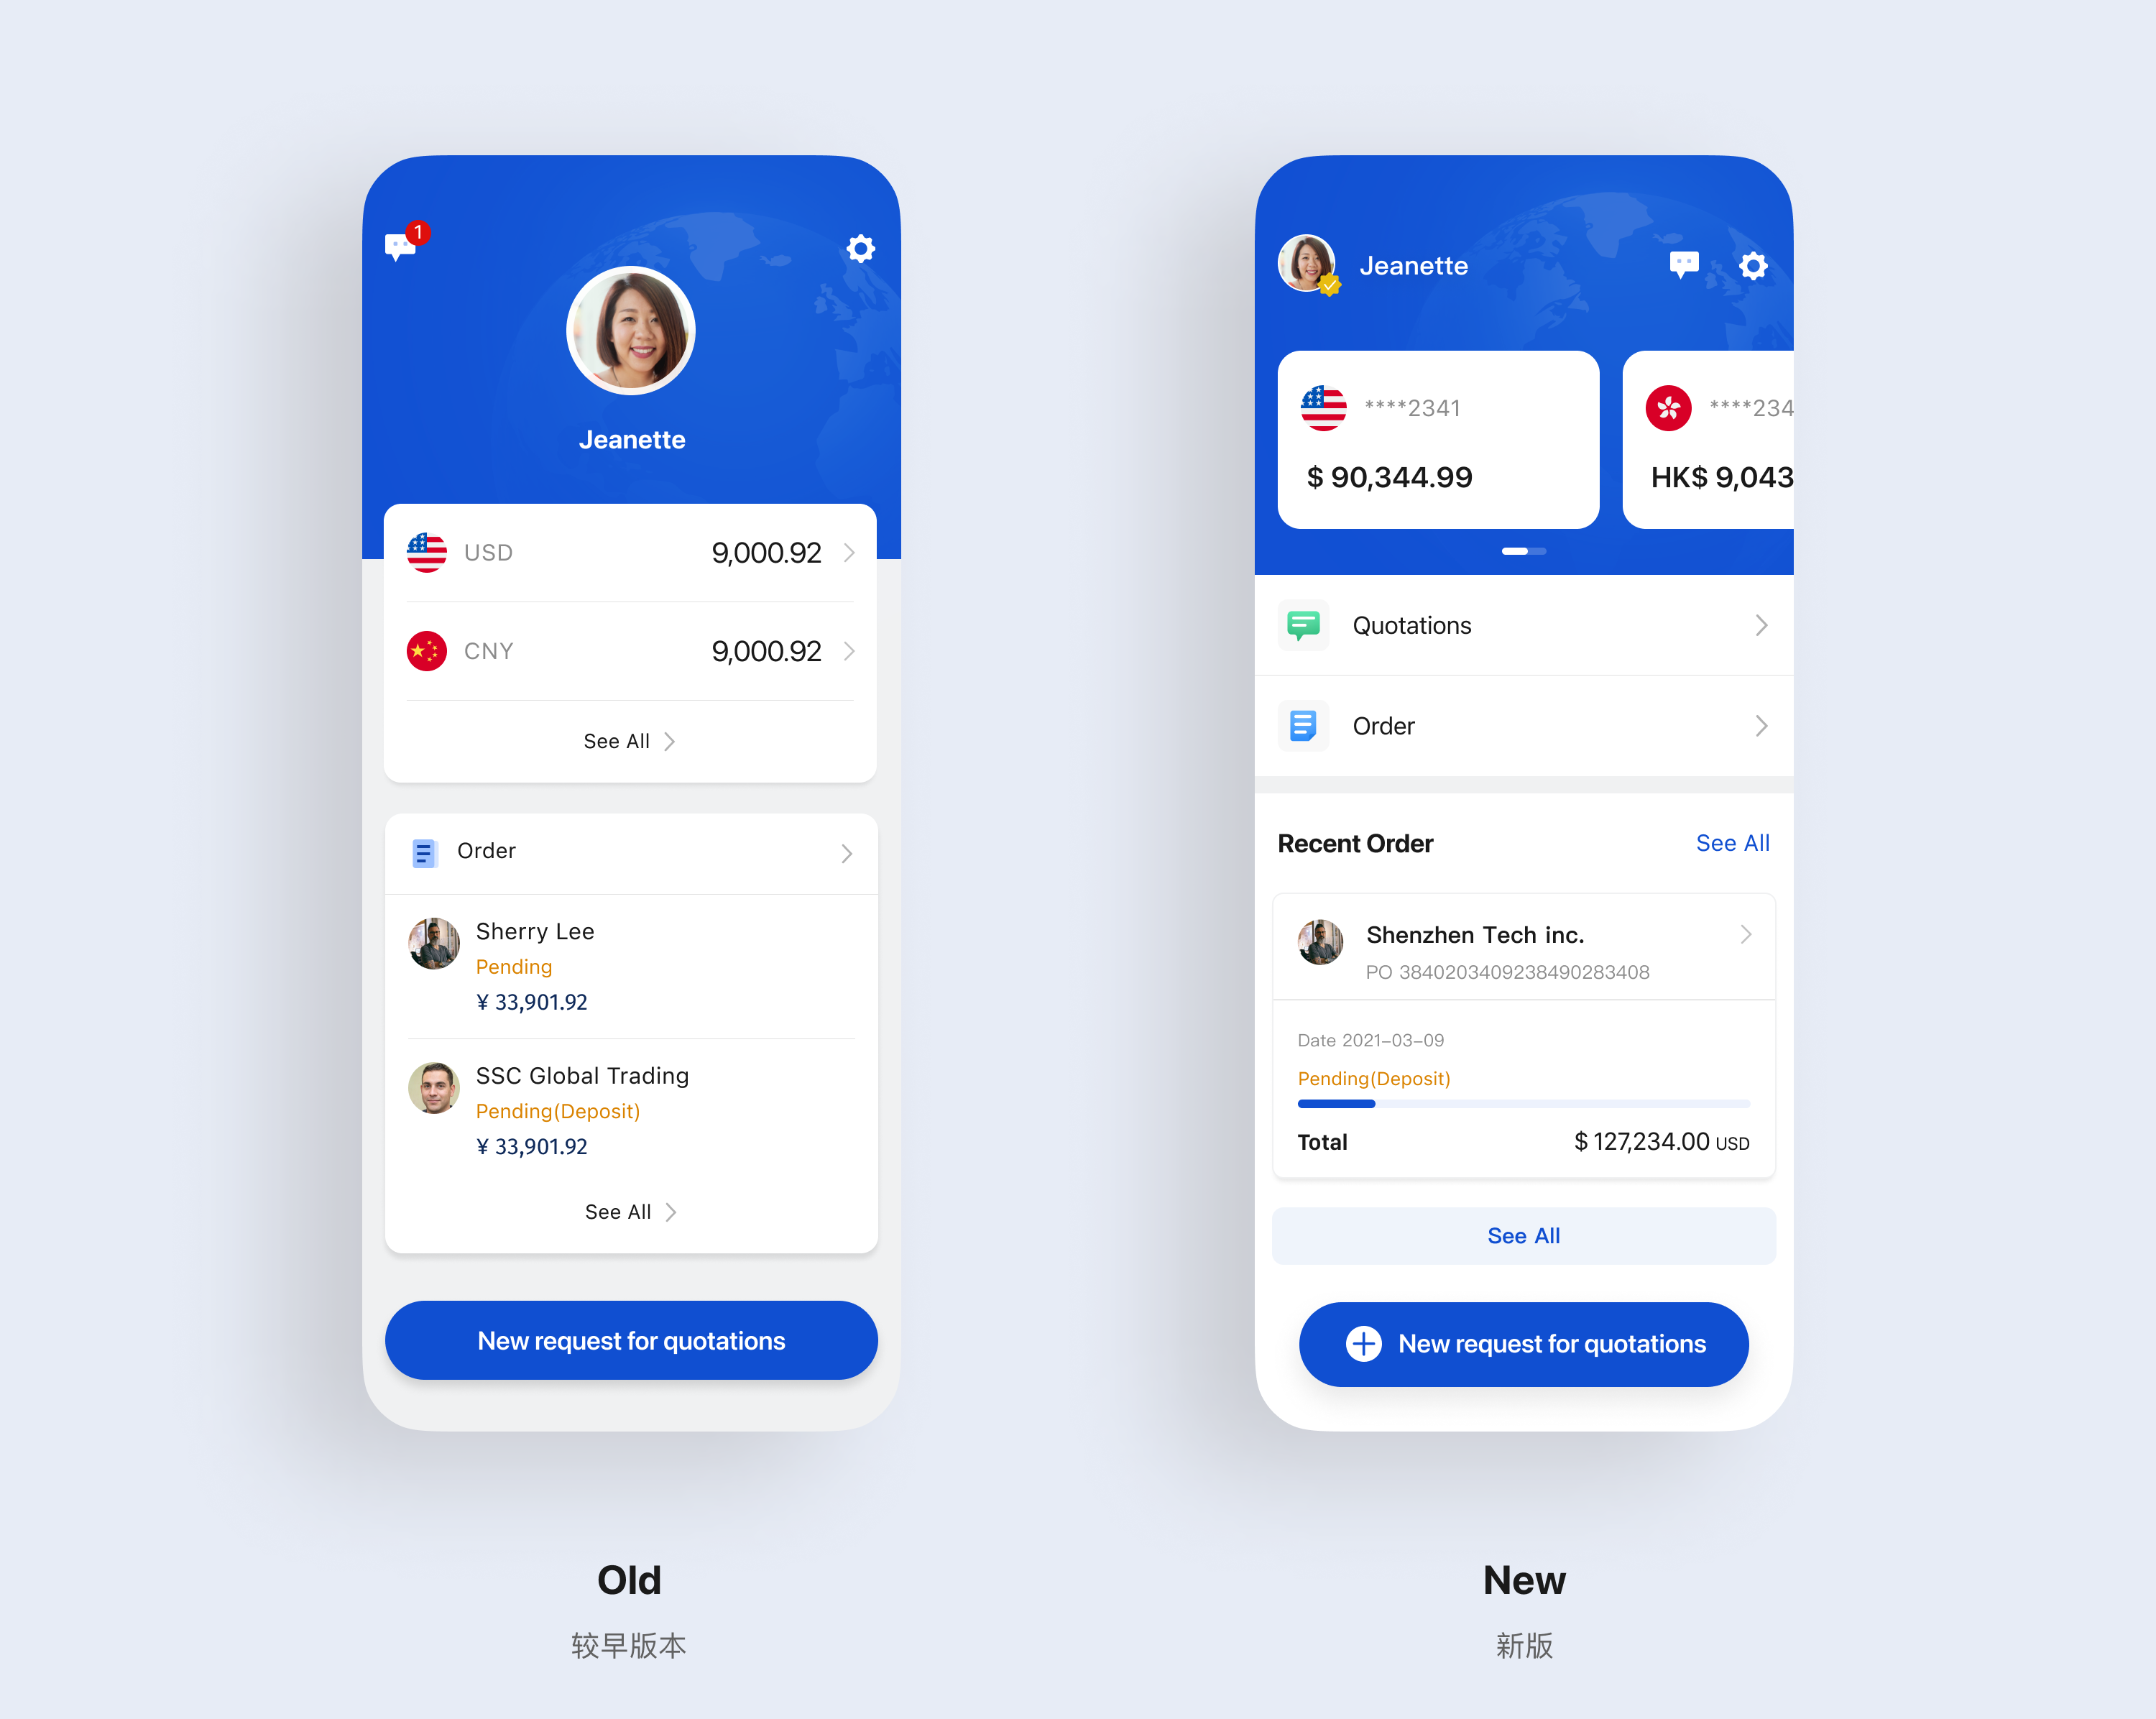 1
Jeanette
USD 9,000.92
CNY 9,000.92
See All
Order
Sherry Lee
Pending
¥ 33,901.92
SSC Global Trading
Pending(Deposit)
¥ 33,901.92
See All
New request for quotations
Old
较早版本
Jeanette
****2341
$ 90,344.99
****234
HK$ 9,043
Quotations
Order
Recent Order See All
Shenzhen Tech inc.
PO 3840203409238490283408
Date 2021-03-09
Pending(Deposit)
Total $ 127,234.00 USD
See All
New request for quotations
New
新版